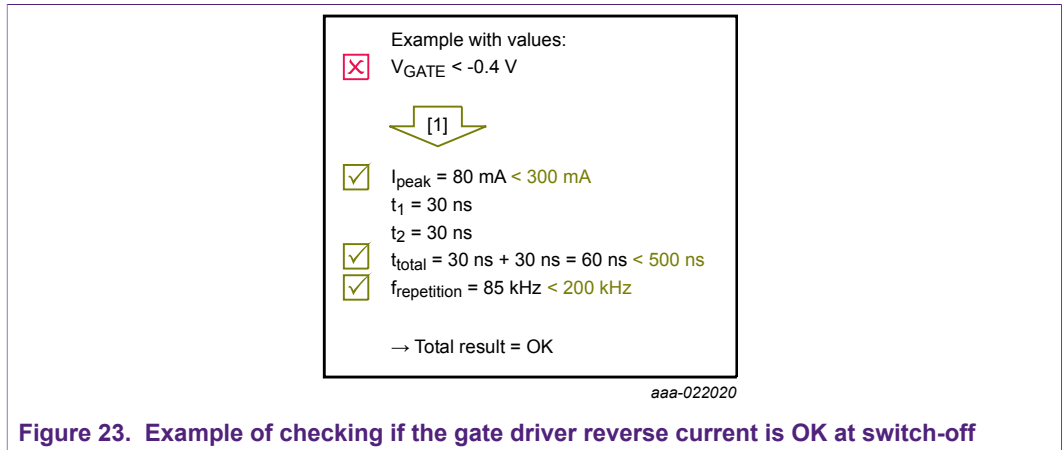 Example with values:
VGATE < -0.4 V
[1]
Ipeak = 80 mA < 300 mA
t1 = 30 ns
t2 = 30 ns
ttotal = 30 ns + 30 ns = 60 ns < 500 ns
frepetition = 85 kHz < 200 kHz
→ Total result = OK
aaa-022020
Figure 23. Example of checking if the gate driver reverse current is OK at switch-off